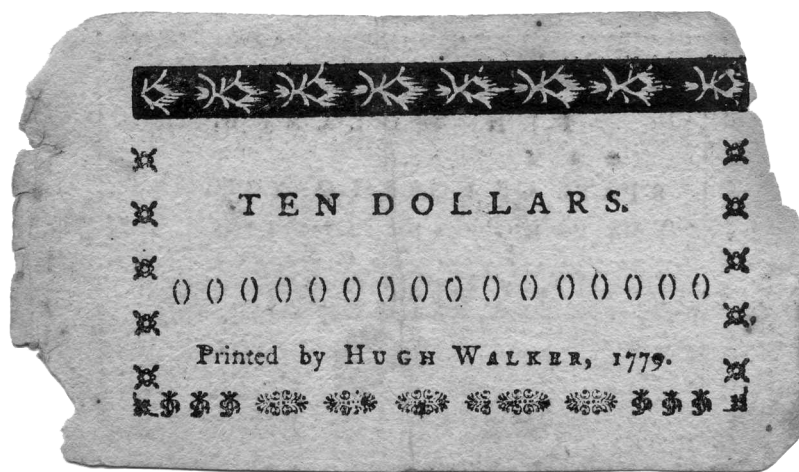 TEN DOLLARS.
() () () () () () () () () () () () () () () ()
Printed by HUGH WALKER, 1779.